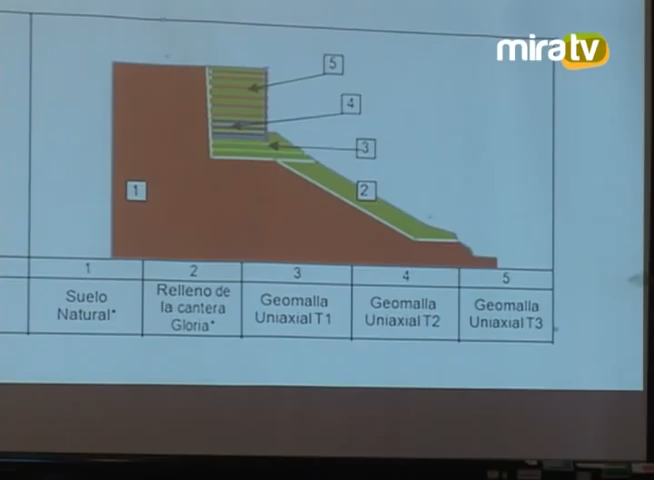 miratv
5
4
3
1
2
1 2 3 4 5
Suelo
Natural*
Relleno de
la cantera
Gloria*
Geomalla
Uniaxial T1
Geomalla
Uniaxial T2
Geomalla
Uniaxial T3